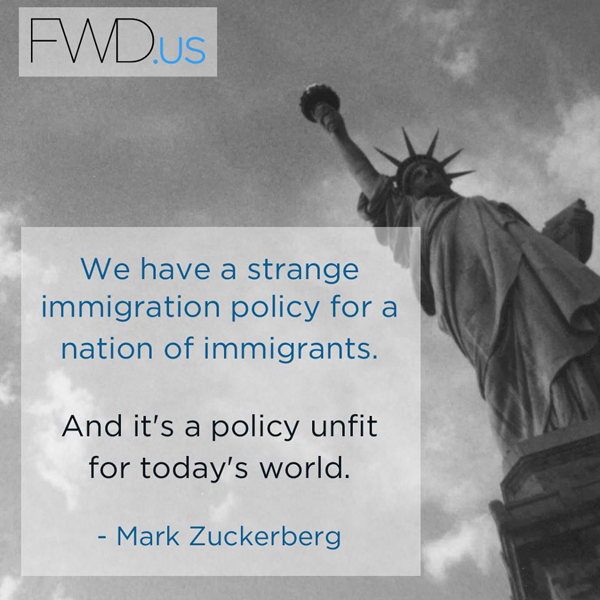 FWD.us
We have a strange
immigration policy for a
nation of immigrants.
And it's a policy unfit
for today's world.
- Mark Zuckerberg